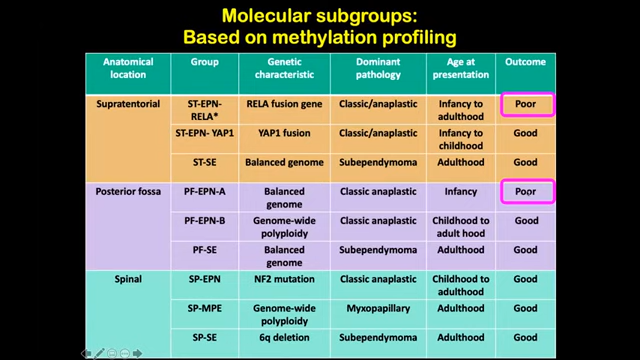 Molecular subgroups:
Based on methylation profiling
Anatomical location Group Genetic characteristic Dominant pathology Age at presentation Outcome
Supratentorial ST-EPN-RELA* RELA fusion gene Classic/anaplastic Infancy to adulthood Poor
ST-EPN- YAP1 YAP1 fusion Classic/anaplastic Infancy to childhood Good
ST-SE Balanced genome Subependymoma Adulthood Good
Posterior fossa PF-EPN-A Balanced genome Classic anaplastic Infancy Poor
PF-EPN-B Genome-wide polyploidy Classic anaplastic Childhood to adult hood Good
PF-SE Balanced genome Subependymoma Adulthood Good
Spinal SP-EPN NF2 mutation Classic anaplastic Childhood to adulthood Good
SP-MPE Genome-wide polyploidy Myxopapillary Adulthood Good
SP-SE 6q deletion Subependymoma Adulthood Good